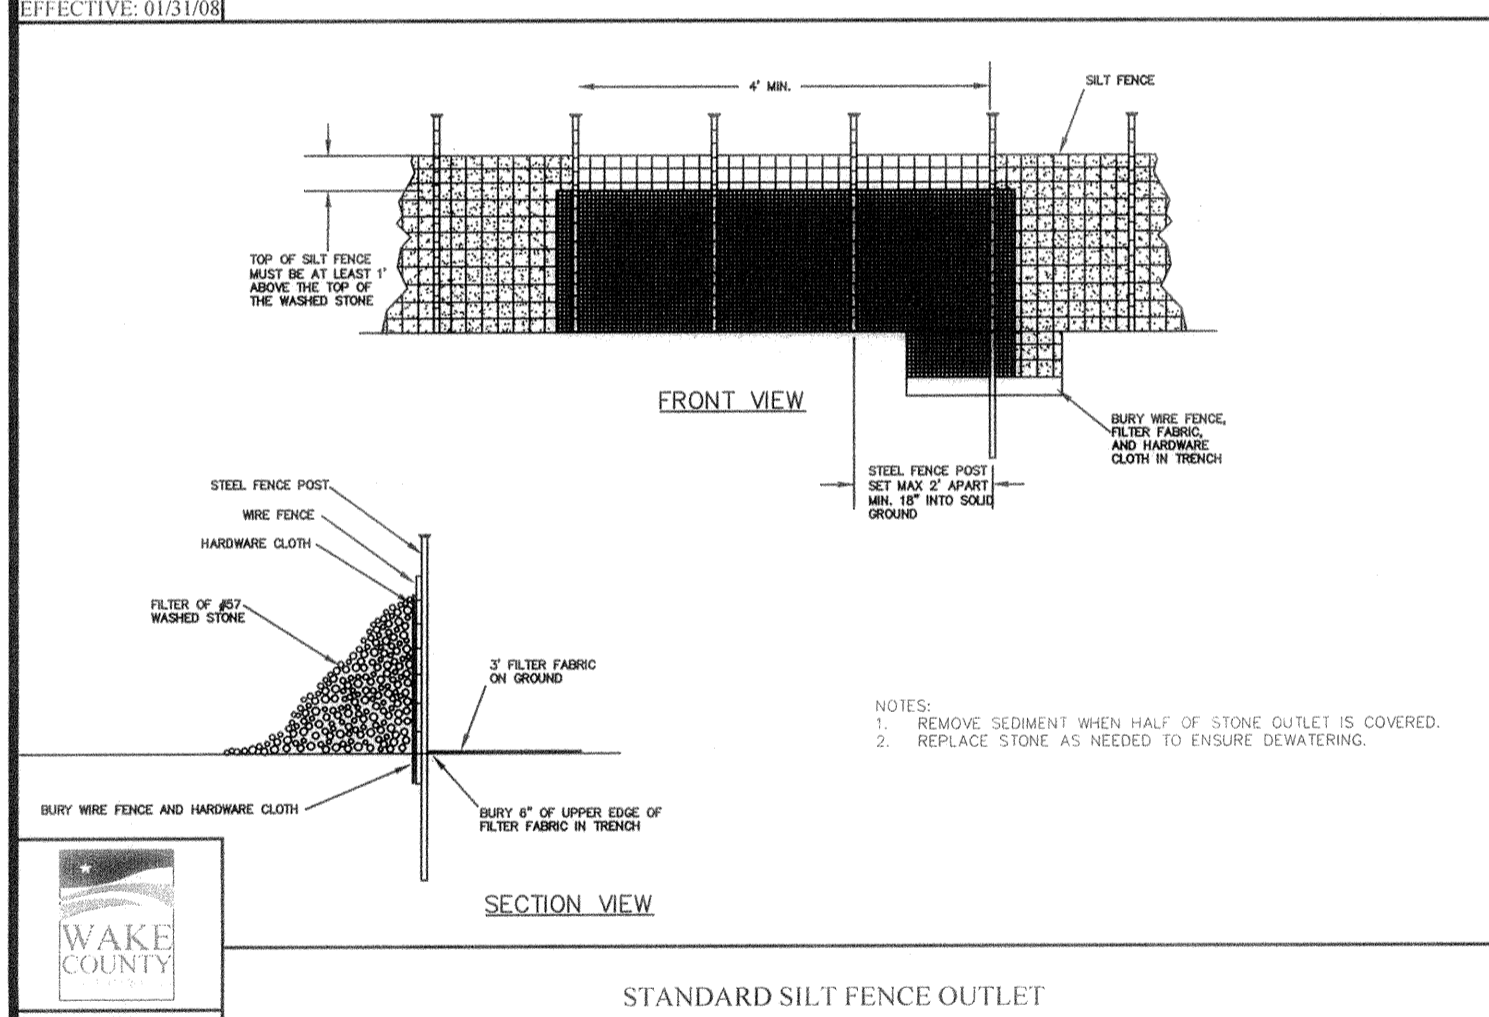 EFFECTIVE: 01/31/08
4' MIN.
SILT FENCE
TOP OF SILT FENCE
MUST BE AT LEAST 1'
ABOVE THE TOP OF
THE WASHED STONE
FRONT VIEW
BURY WIRE FENCE,
FILTER FABRIC,
AND HARDWARE
CLOTH IN TRENCH
STEEL FENCE POST
SET MAX 2' APART
MIN. 18" INTO SOLID
GROUND
STEEL FENCE POST
WIRE FENCE
HARDWARE CLOTH
FILTER OF #57
WASHED STONE
3' FILTER FABRIC
ON GROUND
NOTES:
1. REMOVE SEDIMENT WHEN HALF OF STONE OUTLET IS COVERED.
2. REPLACE STONE AS NEEDED TO ENSURE DEWATERING.
BURY WIRE FENCE AND HARDWARE CLOTH
BURY 6" OF UPPER EDGE OF
FILTER FABRIC IN TRENCH
SECTION VIEW
WAKE
COUNTY
STANDARD SILT FENCE OUTLET